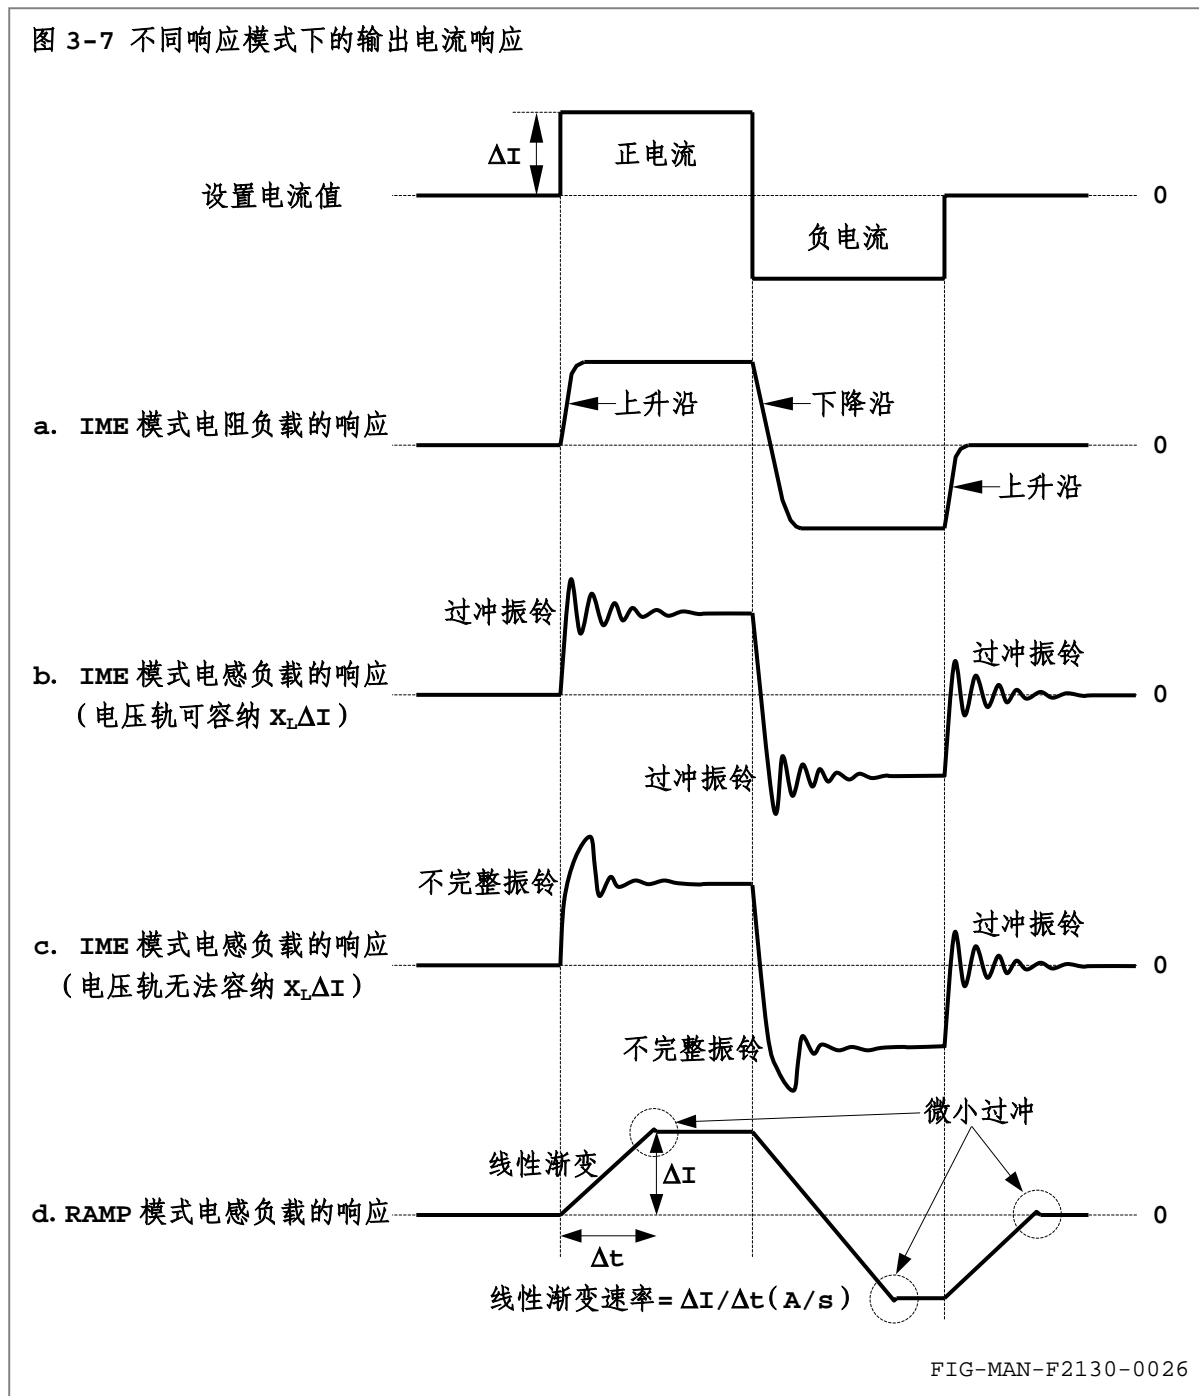 图 3-7 不同响应模式下的输出电流响应
ΔI
正电流
设置电流值
0
负电流
a. IME 模式电阻负载的响应
上升沿
下降沿
0
上升沿
过冲振铃
b. IME 模式电感负载的响应
(电压轨可容纳 XLΔI)
过冲振铃
0
过冲振铃
不完整振铃
c. IME 模式电感负载的响应
(电压轨无法容纳 XLΔI)
过冲振铃
0
不完整振铃
微小过冲
线性渐变
ΔI
d. RAMP 模式电感负载的响应
0
Δt
线性渐变速率= ΔI/Δt(A/s)
FIG-MAN-F2130-0026